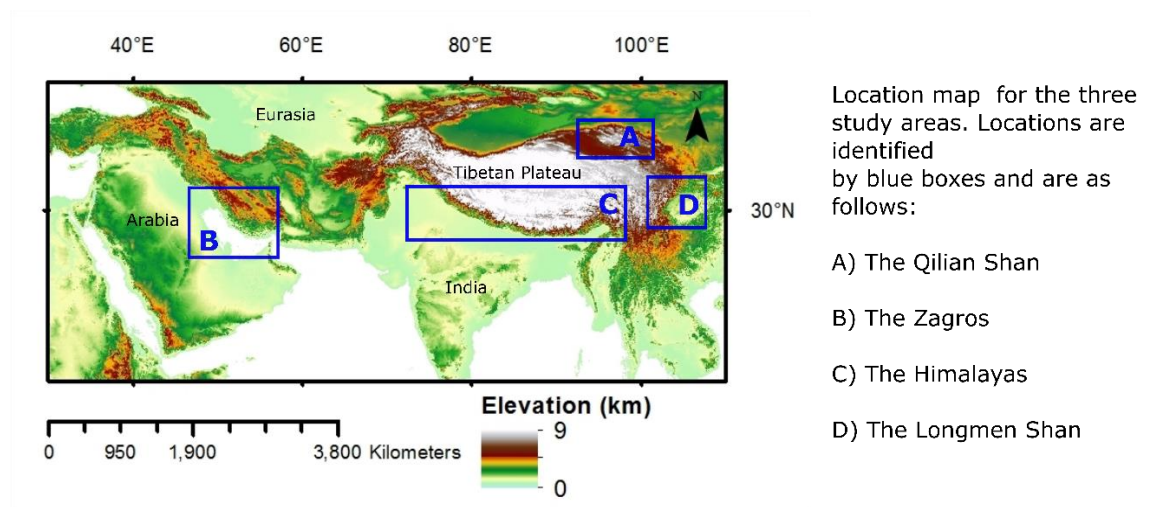 40°E 60°E 80°E 100°E
N
Eurasia
A
Tibetan Plateau
Arabia
B
C
D
30°N
India
Elevation (km)
9
0
0 950 1,900 3,800 Kilometers
Location map for the three
study areas. Locations are
identified
by blue boxes and are as
follows:
A) The Qilian Shan
B) The Zagros
C) The Himalayas
D) The Longmen Shan